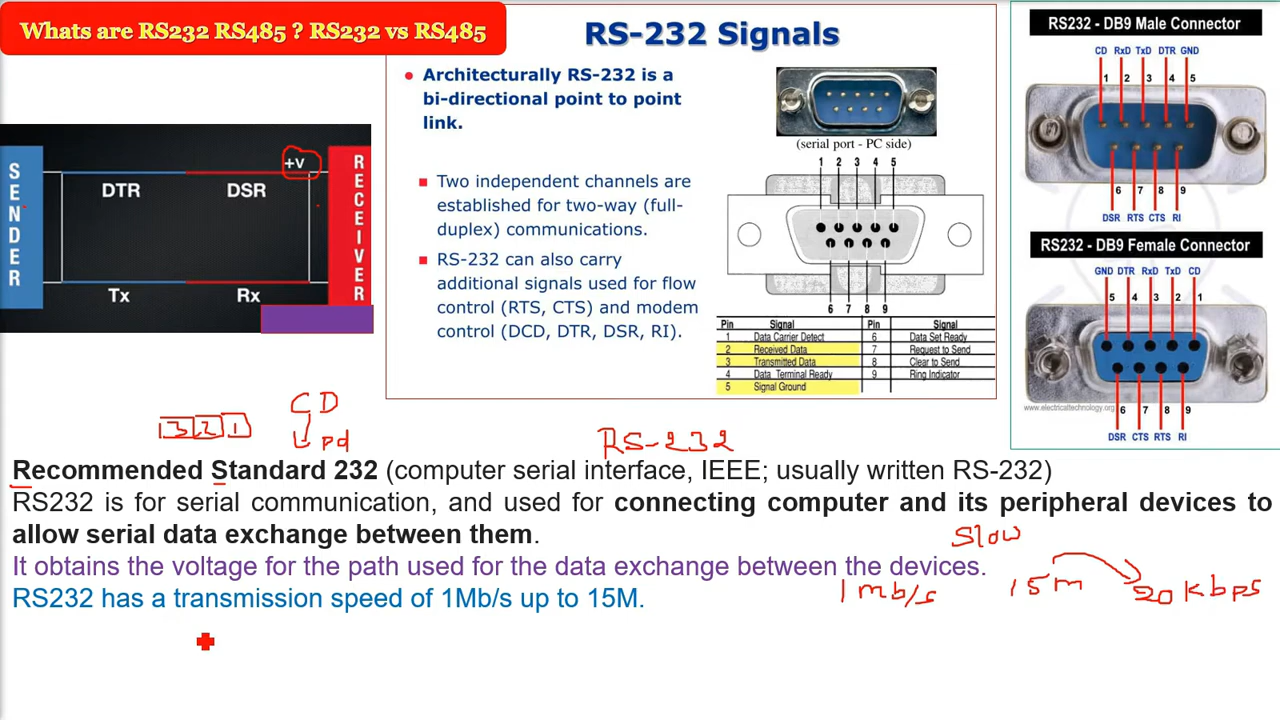 Whats are RS232 RS485 ? RS232 vs RS485
SENDER
DTR
DSR
+v
Tx
Rx
RECEIVER
RS-232 Signals
• Architecturally RS-232 is a
bi-directional point to point
link.
Two independent channels are
established for two-way (full-
duplex) communications.
RS-232 can also carry
additional signals used for flow
control (RTS, CTS) and modem
control (DCD, DTR, DSR, RI).
(serial port - PC side)
1 2 3 4 5
6 7 8 9
Pin Signal Pin Signal
1 Data Carrier Detect 6 Data Set Ready
2 Received Data 7 Request to Send
3 Transmitted Data 8 Clear to Send
4 Data Terminal Ready 9 Ring Indicator
5 Signal Ground
RS232 - DB9 Male Connector
CD RxD TxD DTR GND
1 2 3 4 5
6 7 8 9
DSR RTS CTS RI
RS232 - DB9 Female Connector
GND DTR RxD TxD CD
5 4 3 2 1
www.electricaltechnology.org
6 7 8 9
DSR CTS RTS RI
3 2 1
CD
Pd
RS-232
Recommended Standard 232 (computer serial interface, IEEE; usually written RS-232)
RS232 is for serial communication, and used for connecting computer and its peripheral devices to
allow serial data exchange between them.
Slow
It obtains the voltage for the path used for the data exchange between the devices.
RS232 has a transmission speed of 1Mb/s up to 15M.
1 mb/s 15 m 20 Kbps